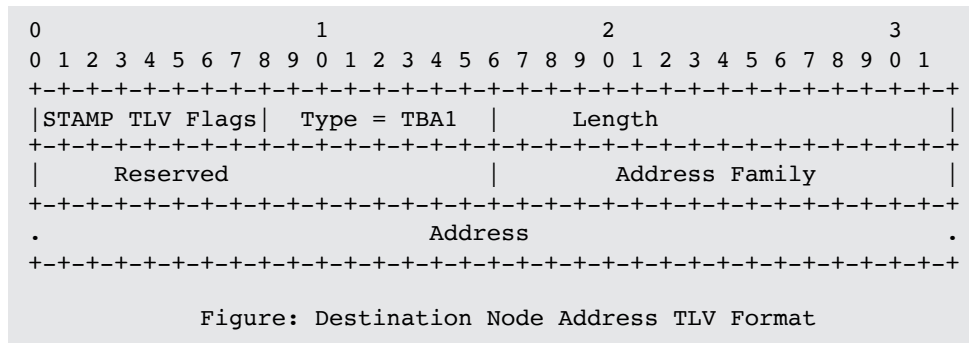 0                   1                   2                   3
0 1 2 3 4 5 6 7 8 9 0 1 2 3 4 5 6 7 8 9 0 1 2 3 4 5 6 7 8 9 0 1
+-+-+-+-+-+-+-+-+-+-+-+-+-+-+-+-+-+-+-+-+-+-+-+-+-+-+-+-+-+-+-+-+
|STAMP TLV Flags|  Type = TBA1  |     Length                    |
+-+-+-+-+-+-+-+-+-+-+-+-+-+-+-+-+-+-+-+-+-+-+-+-+-+-+-+-+-+-+-+-+
|     Reserved                  |        Address Family         |
+-+-+-+-+-+-+-+-+-+-+-+-+-+-+-+-+-+-+-+-+-+-+-+-+-+-+-+-+-+-+-+-+
.                           Address                             .
+-+-+-+-+-+-+-+-+-+-+-+-+-+-+-+-+-+-+-+-+-+-+-+-+-+-+-+-+-+-+-+-+
Figure: Destination Node Address TLV Format